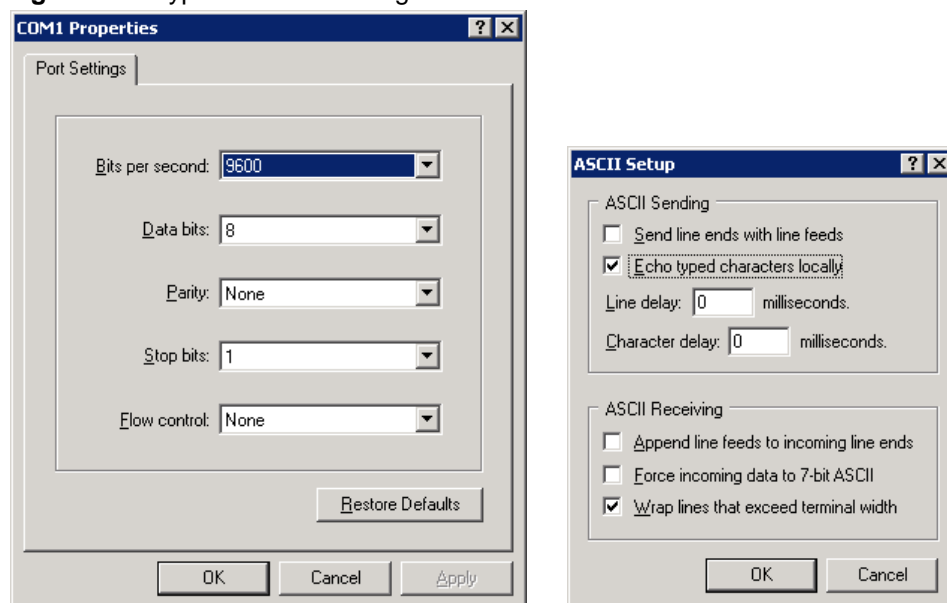 COM1 Properties
Port Settings
Bits per second: 9600
Data bits: 8
Parity: None
Stop bits: 1
Flow control: None
Restore Defaults
OK Cancel Apply
ASCII Setup
ASCII Sending
Send line ends with line feeds
Echo typed characters locally
Line delay: 0 milliseconds.
Character delay: 0 milliseconds.
ASCII Receiving
Append line feeds to incoming line ends
Force incoming data to 7-bit ASCII
Wrap lines that exceed terminal width
OK Cancel